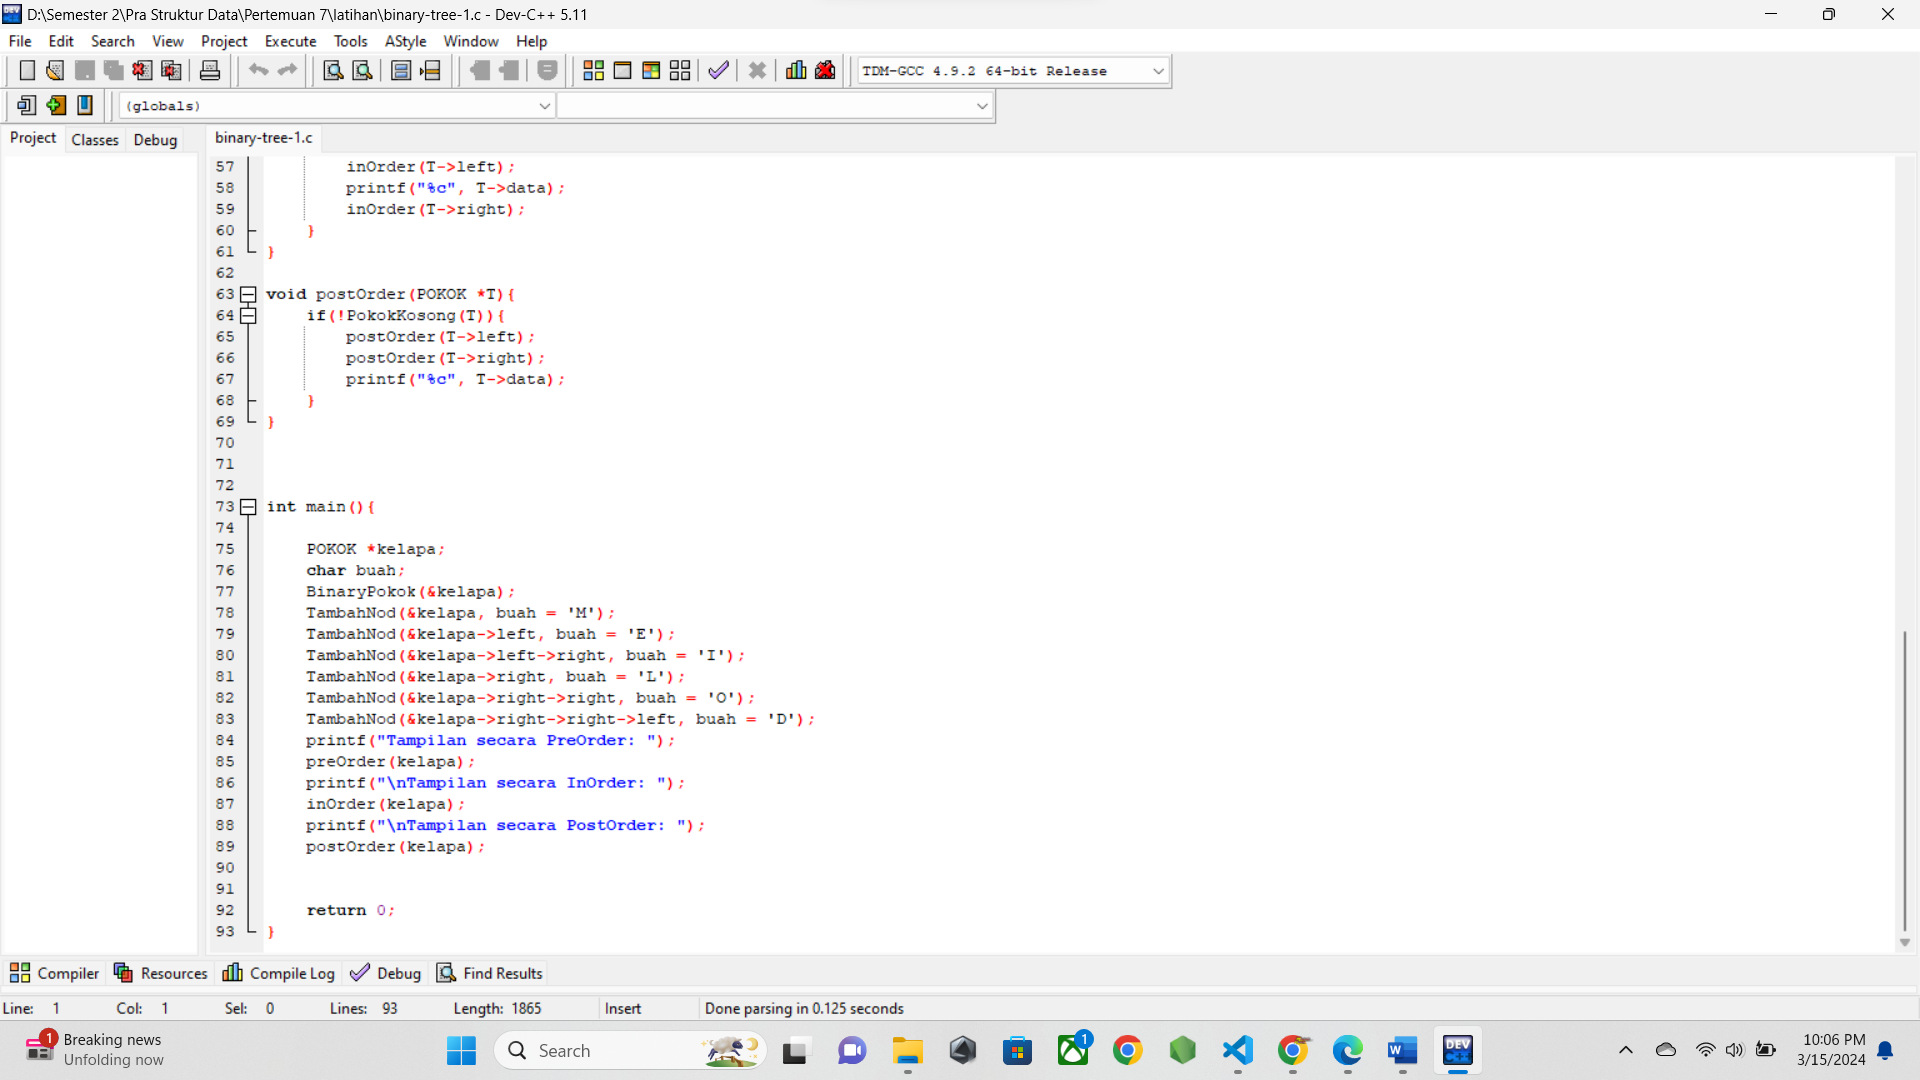 D:\Semester 2\Pra Struktur Data\Pertemuan 7\latihan\binary-tree-1.c - Dev-C++ 5.11
File Edit Search View Project Execute Tools AStyle Window Help
TDM-GCC 4.9.2 64-bit Release
(globals)
Project Classes Debug binary-tree-1.c
57 inOrder(T->left);
58 printf("%c", T->data);
59 inOrder(T->right);
60 }
61 }
62
63 void postOrder(POKOK *T){
64 if(!PokokKosong(T)){
65 postOrder(T->left);
66 postOrder(T->right);
67 printf("%c", T->data);
68 }
69 }
70
71
72
73 int main(){
74
75 POKOK *kelapa;
76 char buah;
77 BinaryPokok(&kelapa);
78 TambahNod(&kelapa, buah = 'M');
79 TambahNod(&kelapa->left, buah = 'E');
80 TambahNod(&kelapa->left->right, buah = 'I');
81 TambahNod(&kelapa->right, buah = 'L');
82 TambahNod(&kelapa->right->right, buah = 'O');
83 TambahNod(&kelapa->right->right->left, buah = 'D');
84 printf("Tampilan secara PreOrder: ");
85 preOrder(kelapa);
86 printf("\nTampilan secara InOrder: ");
87 inOrder(kelapa);
88 printf("\nTampilan secara PostOrder: ");
89 postOrder(kelapa);
90
91
92 return 0;
93 }
Compiler Resources Compile Log Debug Find Results
Line: 1 Col: 1 Sel: 0 Lines: 93 Length: 1865 Insert Done parsing in 0.125 seconds
1 Breaking news
Unfolding now
Search
1
DEV C++
10:06 PM
3/15/2024